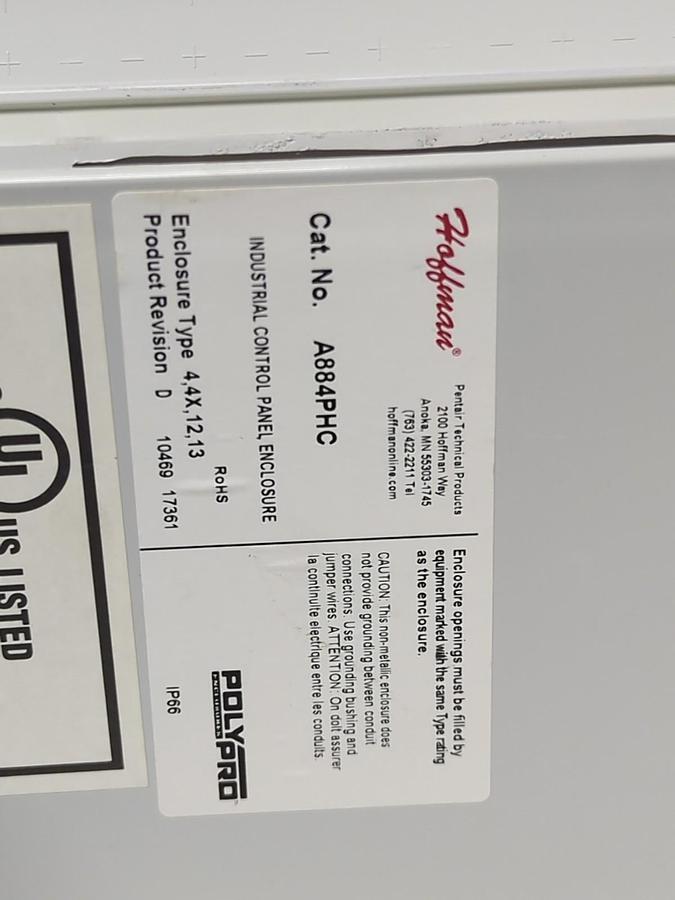 Hoffman®
Pentair Technical Products
2100 Hoffman Way
Anoka, MN 55303-1745
(763) 422-2211 Tel
hoffmanonline.com
Cat. No. A884PHC
INDUSTRIAL CONTROL PANEL ENCLOSURE
RoHS
Enclosure Type 4,4X,12,13
Product Revision D 10469 17361
Enclosure openings must be filled by
equipment marked with the same Type rating
as the enclosure.
CAUTION: This non-metallic enclosure does
not provide grounding between conduit
connections. Use grounding bushing and
jumper wires. ATTENTION: On doit assurer
la continuite electrique entre les conduits.
POLYPRO
ENCLOSURES
IP66
UL US LISTED